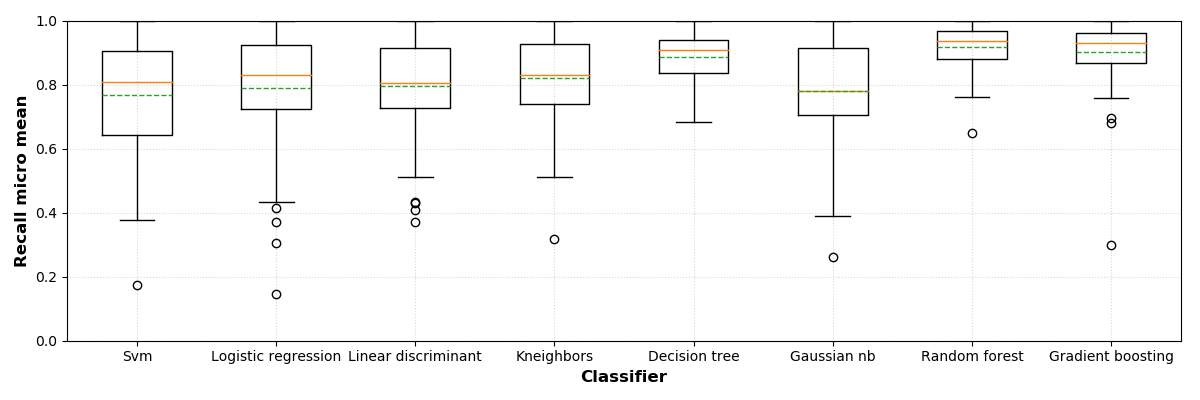 1.0
0.8
0.6
0.4
0.2
0.0
Recall micro mean
Svm Logistic regression Linear discriminant Kneighbors Decision tree Gaussian nb Random forest Gradient boosting
Classifier